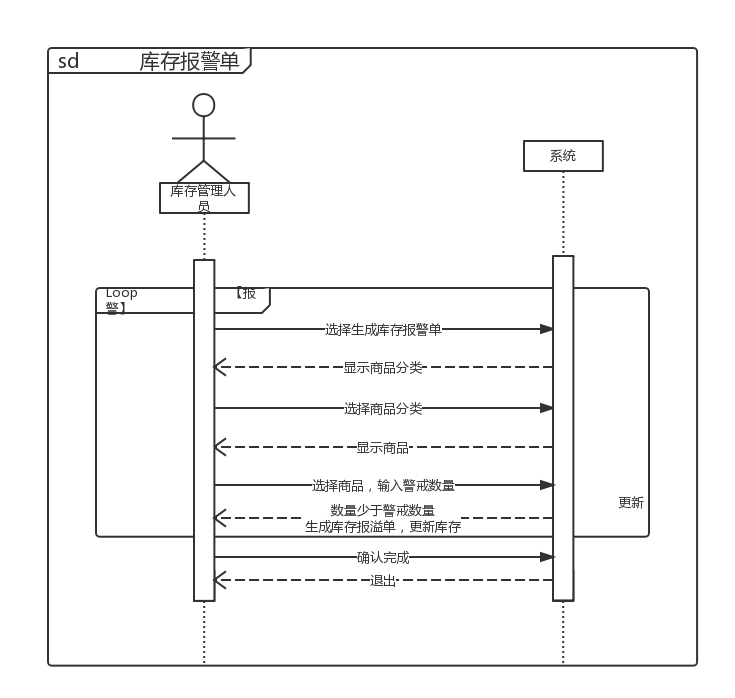 sd 库存报警单
库存管理人
员
系统
Loop 【报
警】
选择生成库存报警单
显示商品分类
选择商品分类
显示商品
选择商品，输入警戒数量
更新
数量少于警戒数量
生成库存报溢单，更新库存
确认完成
退出